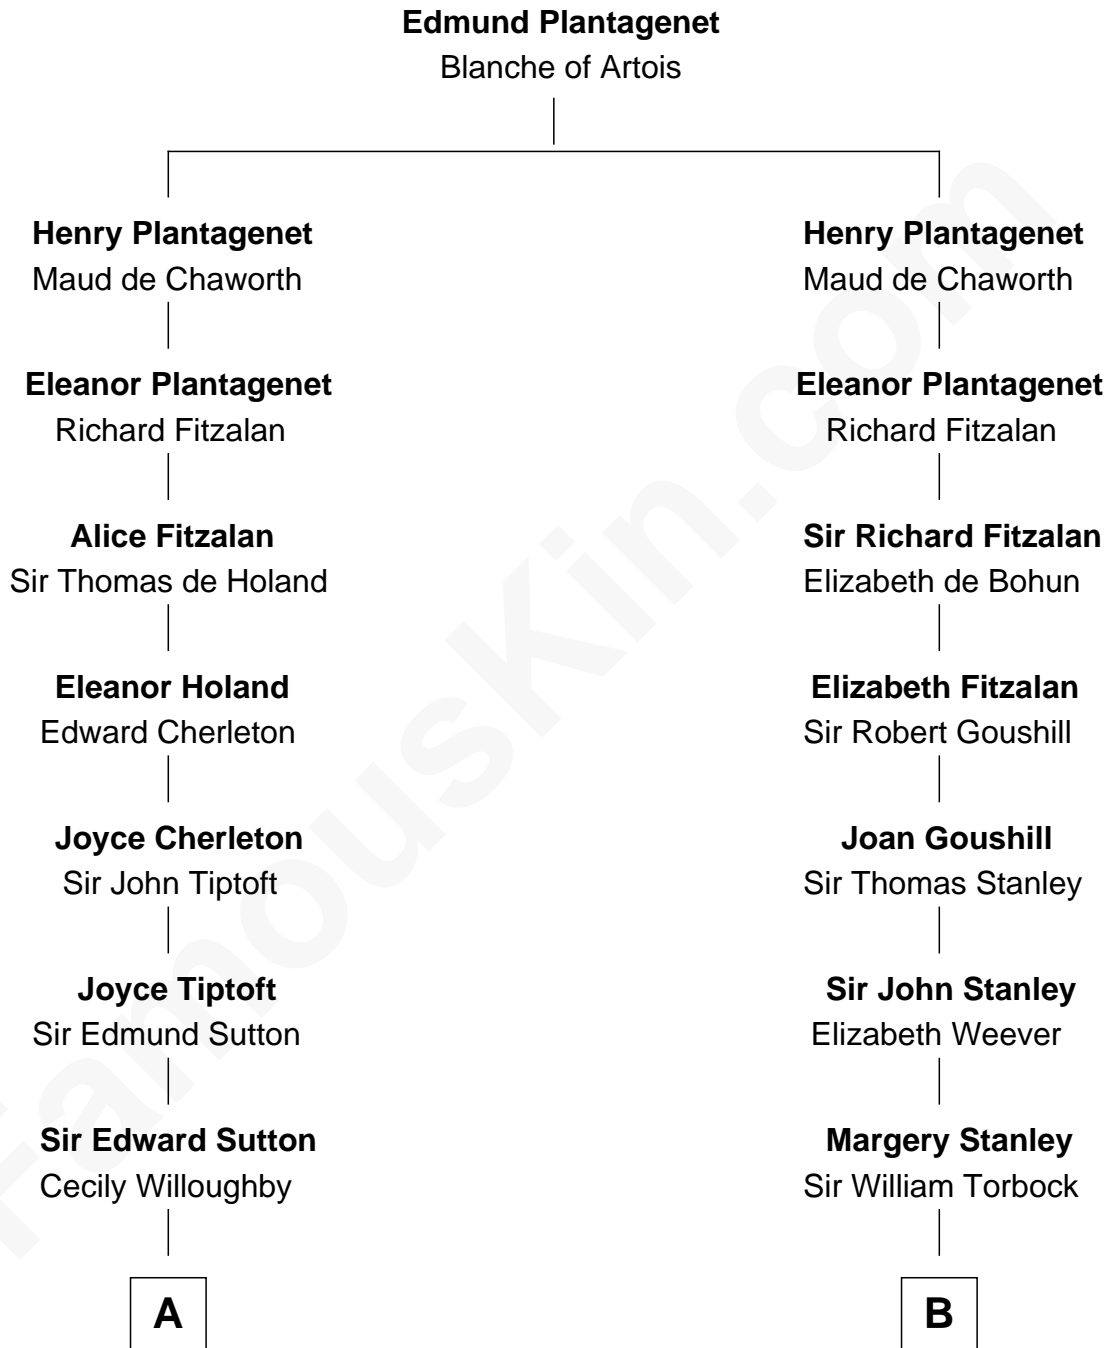 Edmund Plantagenet
Blanche of Artois
Henry Plantagenet
Maud de Chaworth
Eleanor Plantagenet
Richard Fitzalan
Alice Fitzalan
Sir Thomas de Holand
Eleanor Holand
Edward Cherleton
Joyce Cherleton
Sir John Tiptoft
Joyce Tiptoft
Sir Edmund Sutton
Sir Edward Sutton
Cecily Willoughby
A
Henry Plantagenet
Maud de Chaworth
Eleanor Plantagenet
Richard Fitzalan
Sir Richard Fitzalan
Elizabeth de Bohun
Elizabeth Fitzalan
Sir Robert Goushill
Joan Goushill
Sir Thomas Stanley
Sir John Stanley
Elizabeth Weever
Margery Stanley
Sir William Torbock
B
FamousKin.com